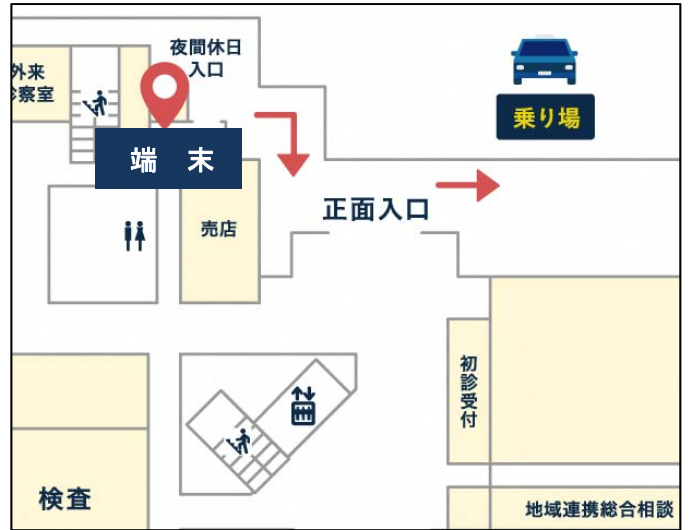 夜間休日
入口
外来
診察室
乗り場
端 末
正面入口
売店
初診受付
検査
地域連携総合相談